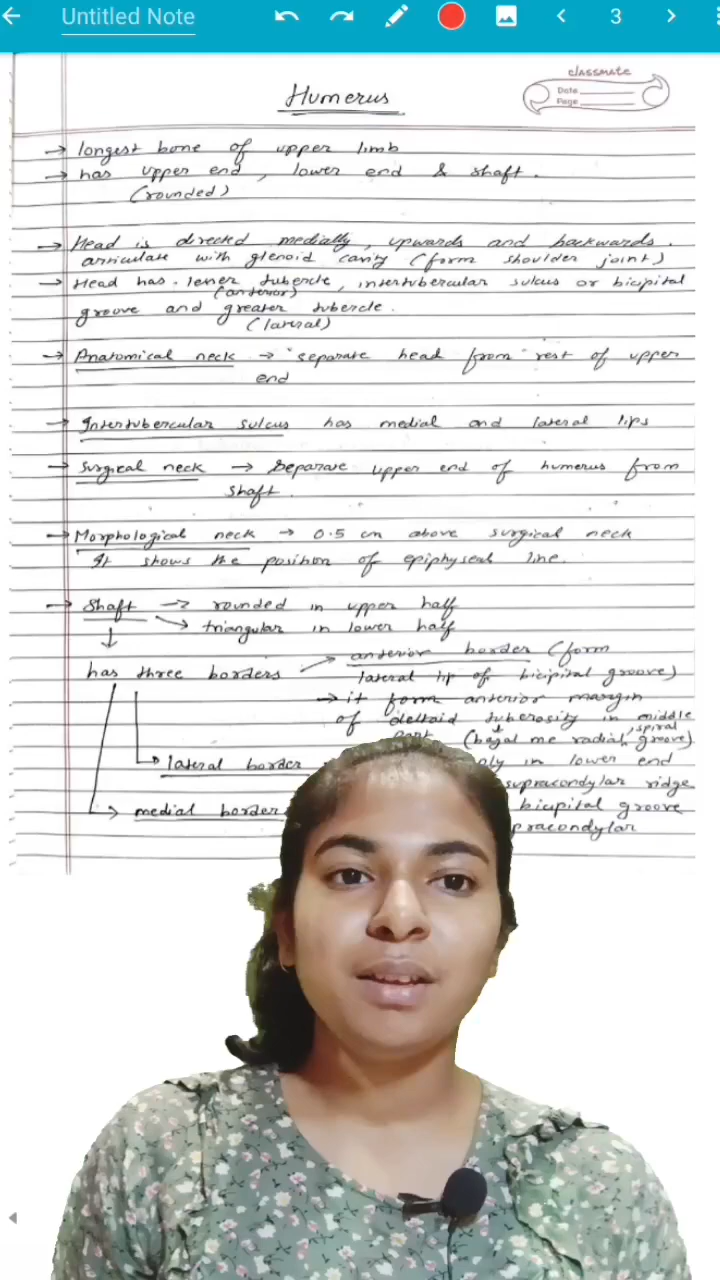 Untitled Note
3
classmate
Date
Page
Humerus
→ longest bone of upper limb
→ has upper end, lower end & shaft.
(rounded)
→ Head is directed medially, upwards and backwards.
articulate with glenoid cavity (form shoulder joint)
→ Head has lesser tubercle, intertubercular sulcus or bicipital
(anterior)
groove and greater tubercle.
(lateral)
→ Anatomical neck → separate head from rest of upper
end
→ Intertubercular sulcus has medial and lateral lips
→ Surgical neck → Separate upper end of humerus from
shaft.
→ Morphological neck → 0.5 cm above surgical neck
It shows the position of epiphyseal line.
→ Shaft → rounded in upper half
→ triangular in lower half
has three borders → anterior border (form
lateral lip of bicipital groove)
→ it form anterior margin
of deltoid tuberosity in middle
part (bagal me radial, spiral groove)
→ lateral border
ply in lower end
supracondylar ridge
→ medial border
bicipital groove
pracondylar